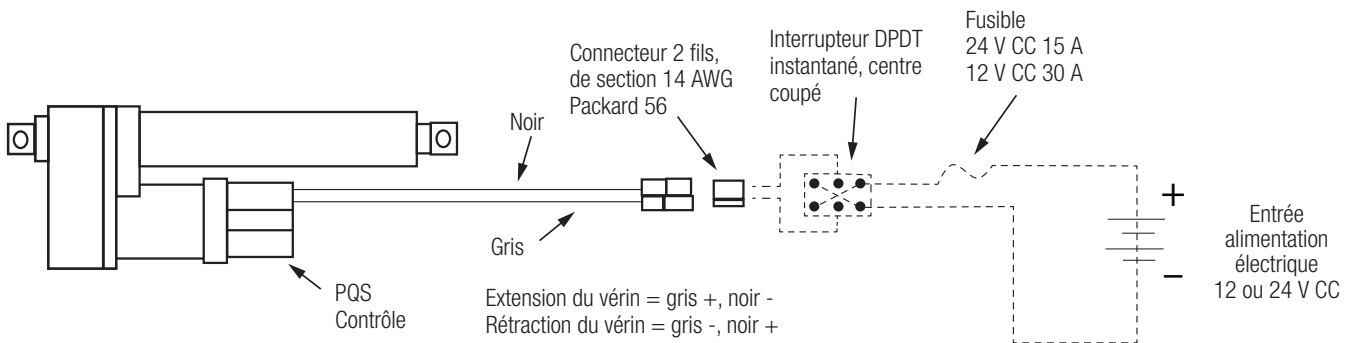 Fusible
24 V CC 15 A
12 V CC 30 A
Interrupteur DPDT
instantané, centre
coupé
Connecteur 2 fils,
de section 14 AWG
Packard 56
Noir
Gris
PQS
Contrôle
Extension du vérin = gris +, noir -
Rétraction du vérin = gris -, noir +
+
–
Entrée
alimentation
électrique
12 ou 24 V CC